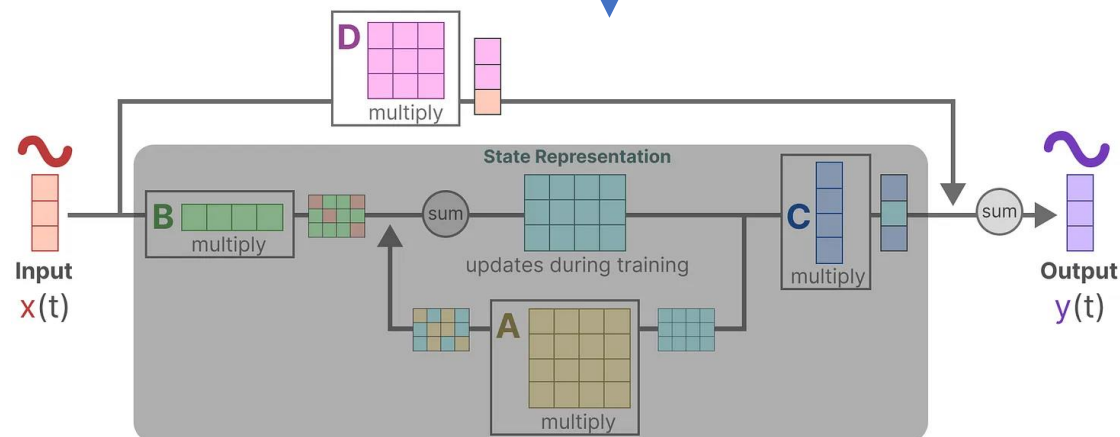 D
multiply
State Representation
B
multiply
sum
C
multiply
sum
updates during training
Input
x(t)
Output
y(t)
A
multiply